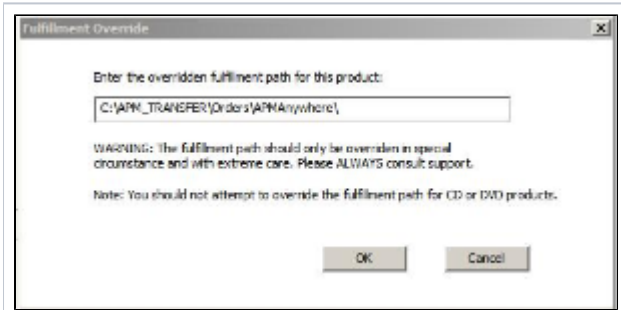 Fulfillment Override
Enter the overridden fulfilment path for this product:
C:\APM_TRANSFER\Orders\APMAnywhere\,
WARNING: The fulfilment path should only be overriden in special
circumstance and with extreme care. Please ALWAYS consult support.
Note: You should not attempt to override the fulfilment path for CD or DVD products.
OK
Cancel